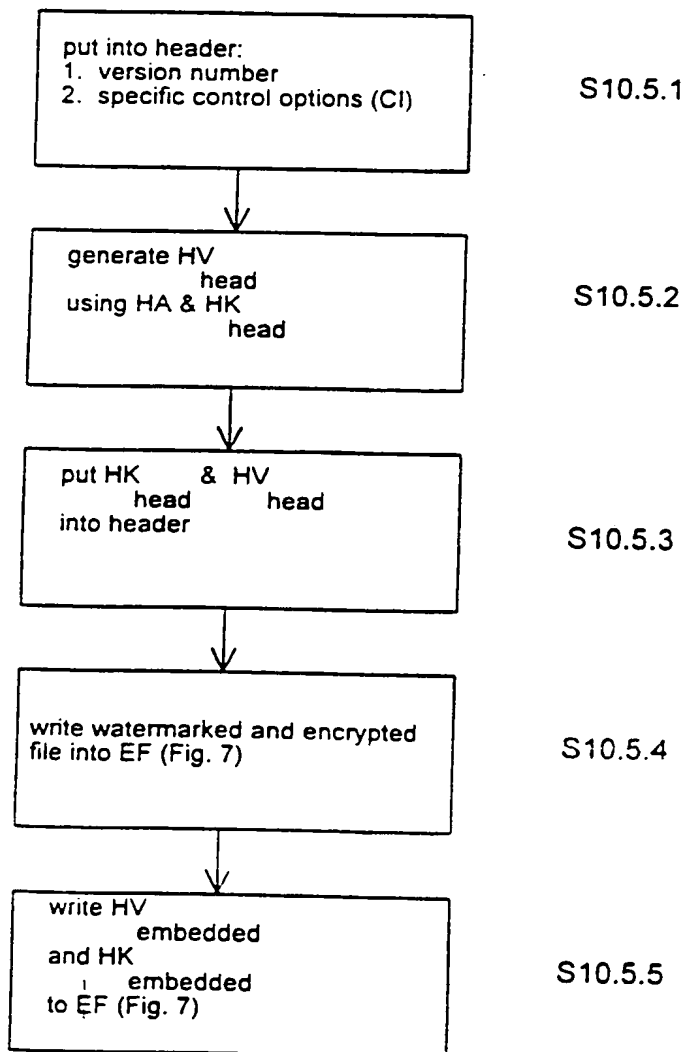 put into header:
1. version number
2. specific control options (CI)
S10.5.1
generate HV
head
using HA & HK
head
S10.5.2
put HK & HV
head head
into header
S10.5.3
write watermarked and encrypted
file into EF (Fig. 7)
S10.5.4
write HV
embedded
and HK
embedded
to EF (Fig. 7)
S10.5.5